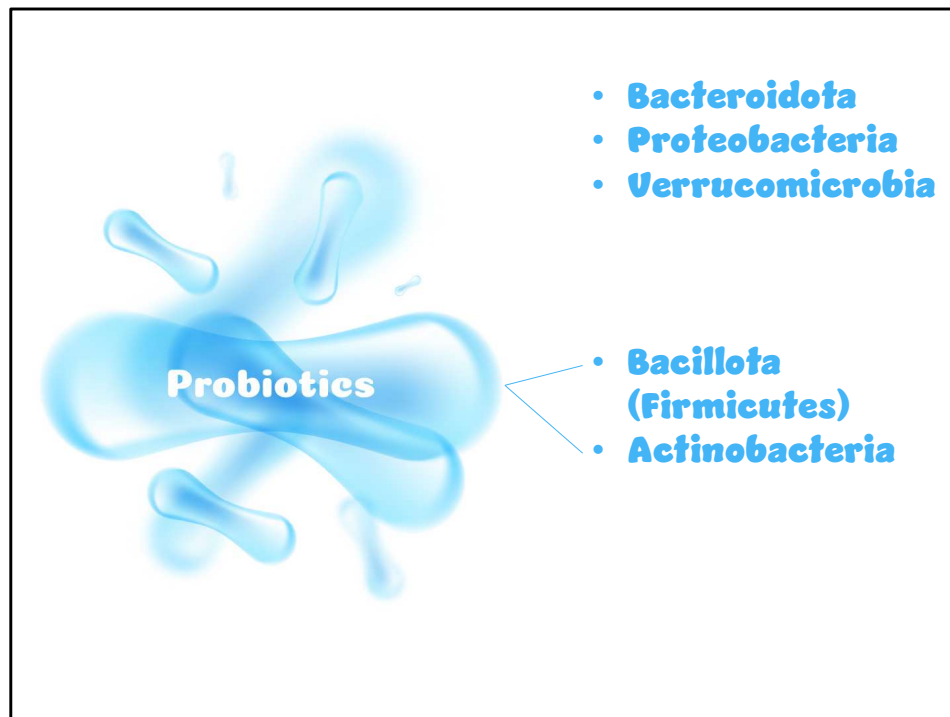 • Bacteroidota
• Proteobacteria
• Verrucomicrobia
Probiotics
• Bacillota
(Firmicutes)
• Actinobacteria